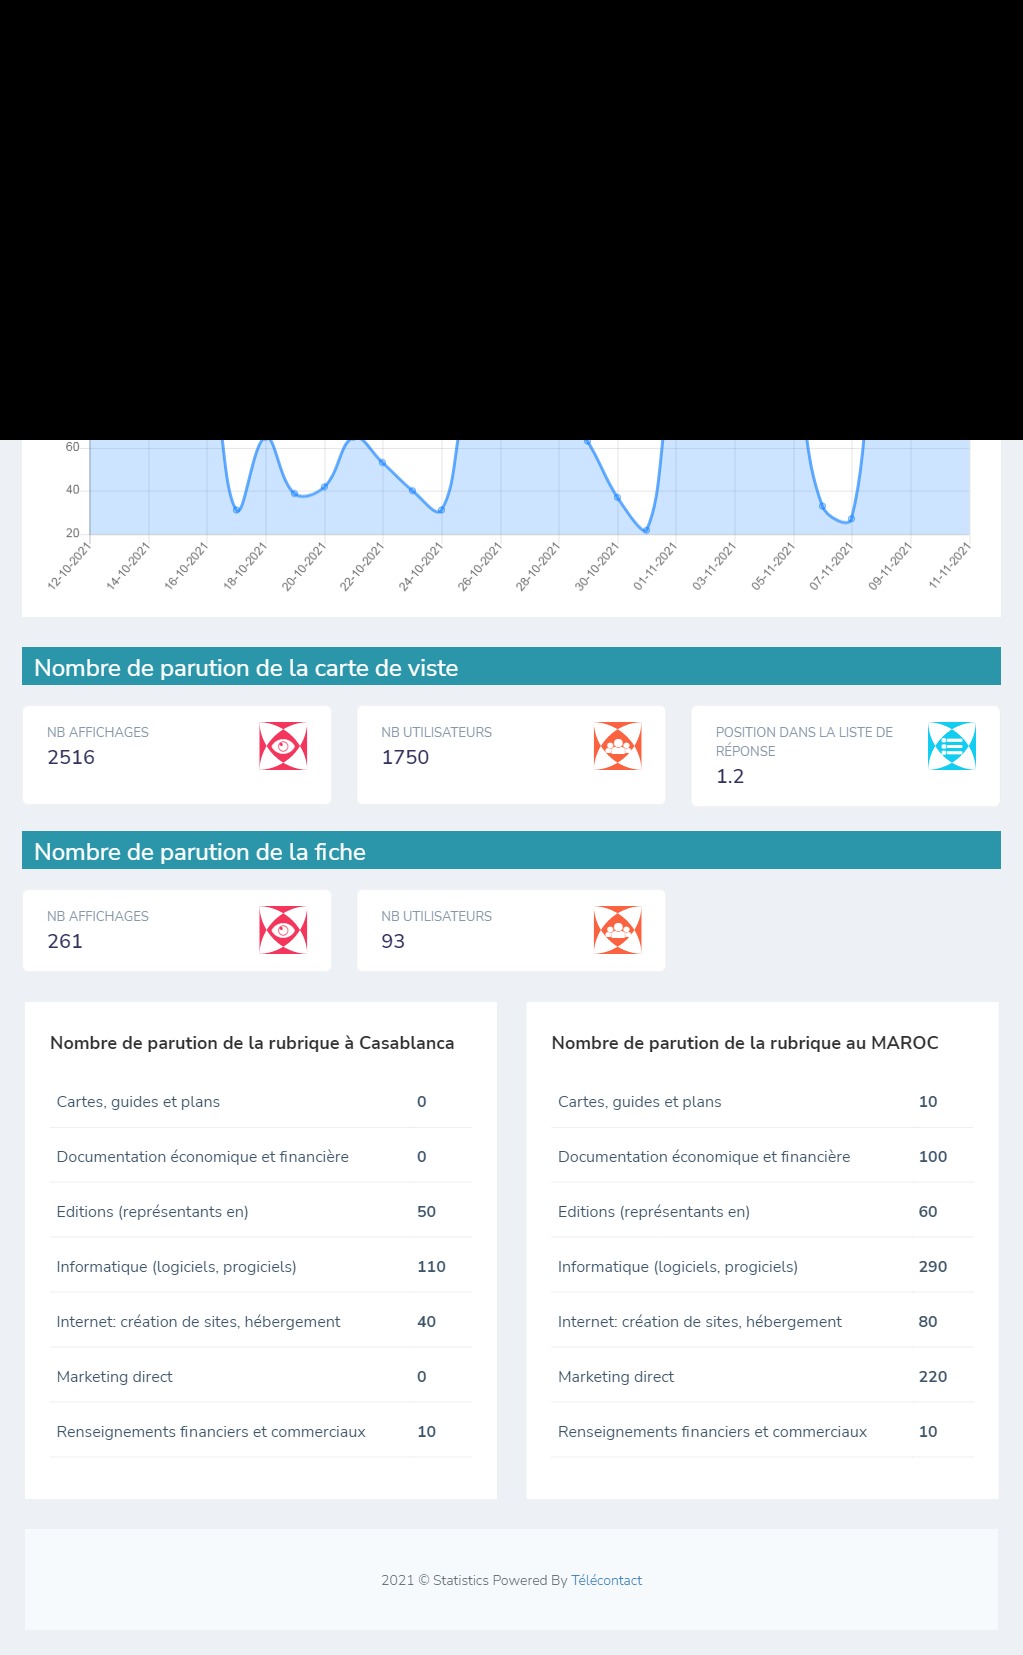 60
40
20
12-10-2021 14-10-2021 16-10-2021 18-10-2021 20-10-2021 22-10-2021 24-10-2021 26-10-2021 28-10-2021 30-10-2021 01-11-2021 03-11-2021 05-11-2021 07-11-2021 09-11-2021 11-11-2021
Nombre de parution de la carte de viste
NB AFFICHAGES
2516
NB UTILISATEURS
1750
POSITION DANS LA LISTE DE
RÉPONSE
1.2
Nombre de parution de la fiche
NB AFFICHAGES
261
NB UTILISATEURS
93
Nombre de parution de la rubrique à Casablanca
Cartes, guides et plans 0
Documentation économique et financière 0
Editions (représentants en) 50
Informatique (logiciels, progiciels) 110
Internet: création de sites, hébergement 40
Marketing direct 0
Renseignements financiers et commerciaux 10
Nombre de parution de la rubrique au MAROC
Cartes, guides et plans 10
Documentation économique et financière 100
Editions (représentants en) 60
Informatique (logiciels, progiciels) 290
Internet: création de sites, hébergement 80
Marketing direct 220
Renseignements financiers et commerciaux 10
2021 © Statistics Powered By Télécontact